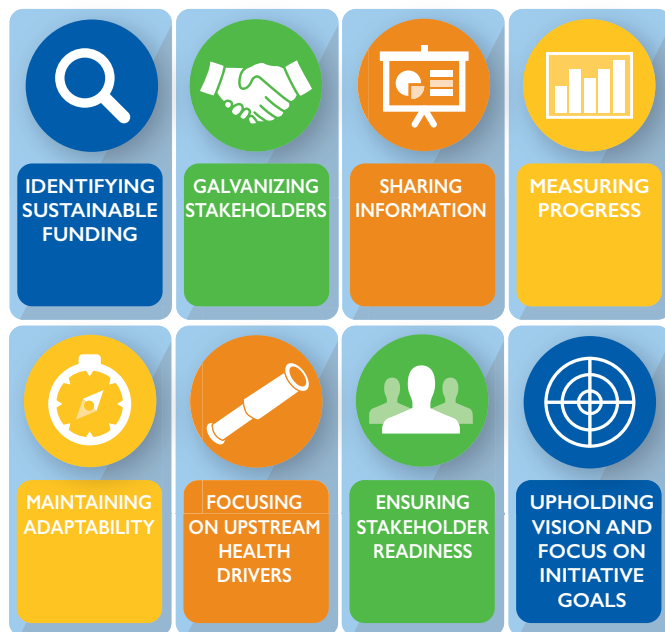 IDENTIFYING
SUSTAINABLE
FUNDING
GALVANIZING
STAKEHOLDERS
SHARING
INFORMATION
MEASURING
PROGRESS
MAINTAINING
ADAPTABILITY
FOCUSING
ON UPSTREAM
HEALTH
DRIVERS
ENSURING
STAKEHOLDER
READINESS
UPHOLDING
VISION AND
FOCUS ON
INITIATIVE
GOALS